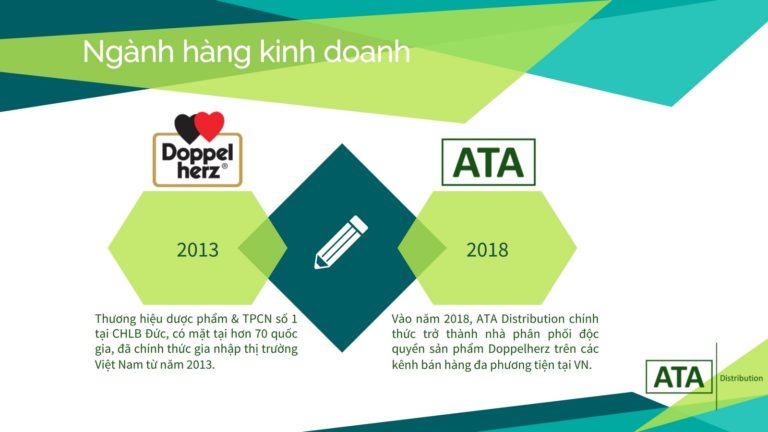 Ngành hàng kinh doanh
Doppel
herz®
2013
Thương hiệu dược phẩm & TPCN số 1
tại CHLB Đức, có mặt tại hơn 70 quốc
gia, đã chính thức gia nhập thị trường
Việt Nam từ năm 2013.
ATA
2018
Vào năm 2018, ATA Distribution chính
thức trở thành nhà phân phối độc
quyền sản phẩm Doppelherz trên các
kênh bán hàng đa phương tiện tại VN.
ATA
Distribution